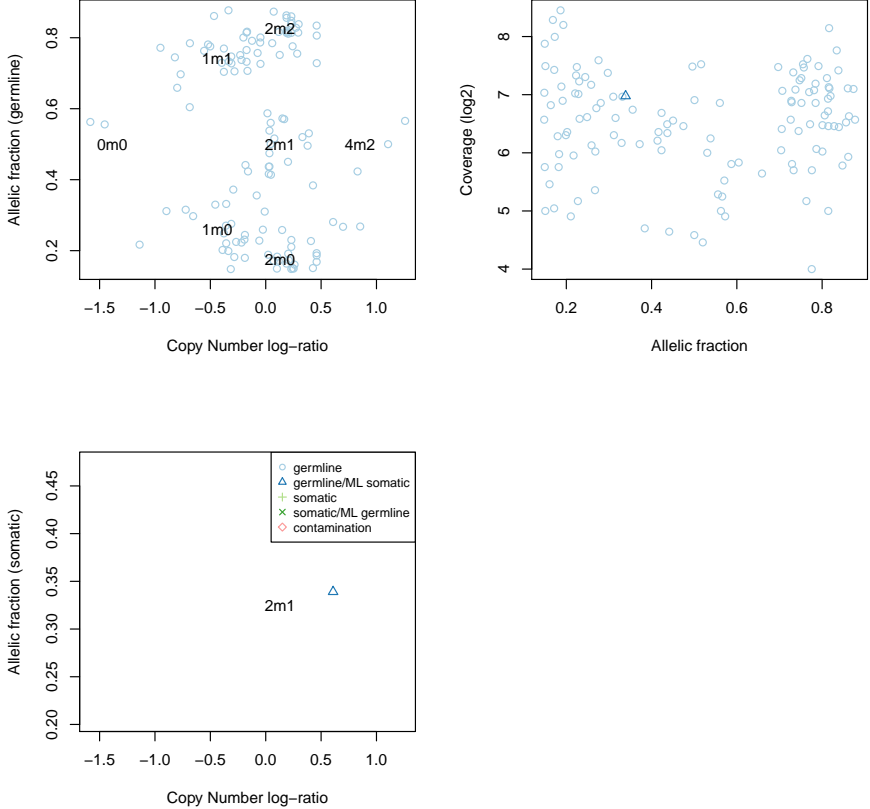 0.8
0.6
0.4
0.2
Allelic fraction (germline)
2m2
1m1
0m0
2m1
4m2
1m0
2m0
−1.5 −1.0 −0.5 0.0 0.5 1.0
Copy Number log−ratio
8
7
6
5
4
Coverage (log2)
0.2 0.4 0.6 0.8
Allelic fraction
0.45
0.40
0.35
0.30
0.25
0.20
Allelic fraction (somatic)
germline
germline/ML somatic
somatic
somatic/ML germline
contamination
2m1
−1.5 −1.0 −0.5 0.0 0.5 1.0
Copy Number log−ratio